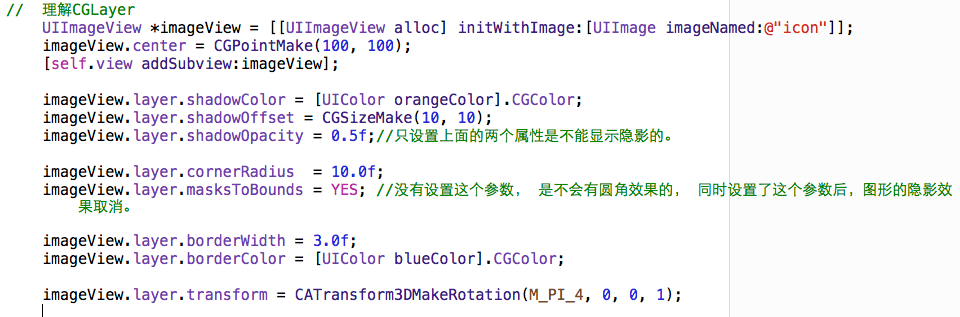 //  理解CGLayer
UIImageView *imageView = [[UIImageView alloc] initWithImage:[UIImage imageNamed:@"icon"]];
imageView.center = CGPointMake(100, 100);
[self.view addSubview:imageView];
imageView.layer.shadowColor = [UIColor orangeColor].CGColor;
imageView.layer.shadowOffset = CGSizeMake(10, 10);
imageView.layer.shadowOpacity = 0.5f;//只设置上面的两个属性是不能显示隐影的。
imageView.layer.cornerRadius  = 10.0f;
imageView.layer.masksToBounds = YES; //没有设置这个参数， 是不会有圆角效果的， 同时设置了这个参数后，图形的隐影效
果取消。
imageView.layer.borderWidth = 3.0f;
imageView.layer.borderColor = [UIColor blueColor].CGColor;
imageView.layer.transform = CATransform3DMakeRotation(M_PI_4, 0, 0, 1);